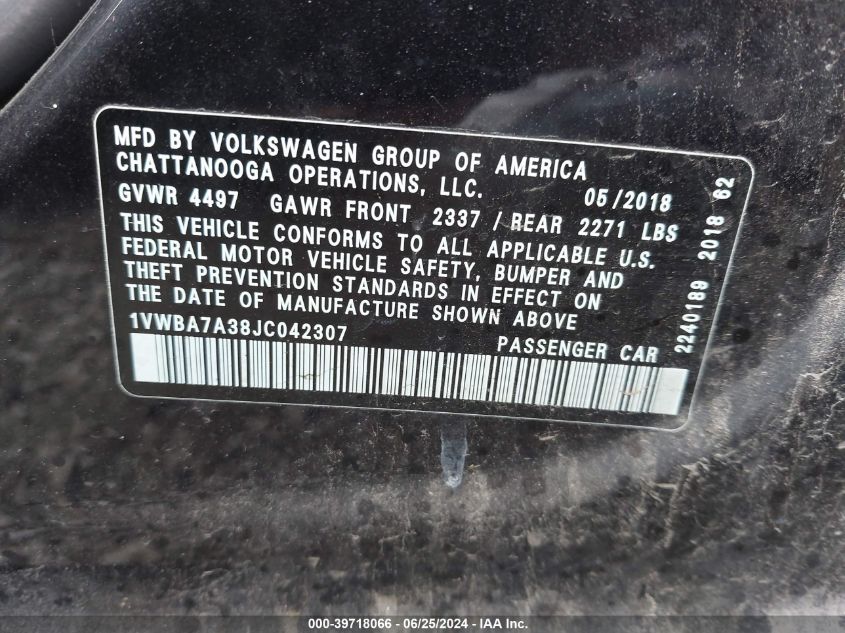 MFD BY VOLKSWAGEN GROUP OF AMERICA
CHATTANOOGA OPERATIONS, LLC. 05/2018
GVWR 4497 GAWR FRONT 2337 / REAR 2271 LBS
THIS VEHICLE CONFORMS TO ALL APPLICABLE U.S.
FEDERAL MOTOR VEHICLE SAFETY, BUMPER AND
THEFT PREVENTION STANDARDS IN EFFECT ON
THE DATE OF MANUFACTURE SHOWN ABOVE
1VWBA7A38JC042307 PASSENGER CAR
2240189 2018 62
000-39718066 - 06/25/2024 - IAA Inc.